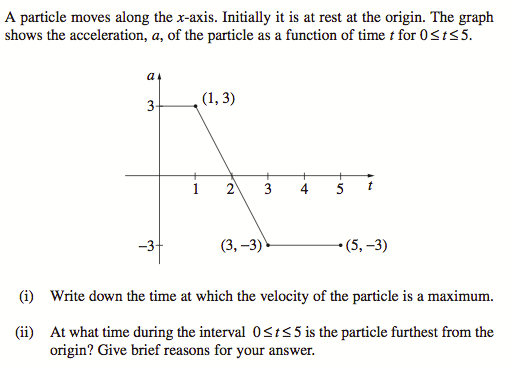 A particle moves along the x-axis. Initially it is at rest at the origin. The graph
shows the acceleration, a, of the particle as a function of time t for 0≤t≤5.
a
3
(1, 3)
1 2 3 4 5 t
–3
(3, –3)
(5, –3)
(i) Write down the time at which the velocity of the particle is a maximum.
(ii) At what time during the interval 0≤t≤5 is the particle furthest from the
origin? Give brief reasons for your answer.